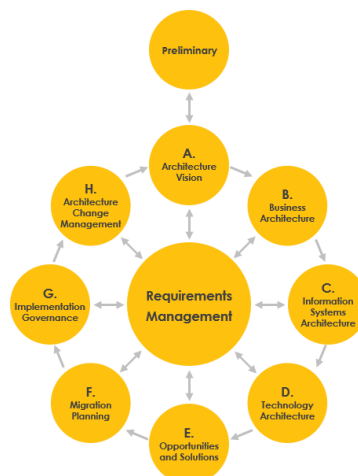 Preliminary
A.
Architecture
Vision
B.
Business
Architecture
C.
Information
Systems
Architecture
D.
Technology
Architecture
E.
Opportunities
and Solutions
F.
Migration
Planning
G.
Implementation
Governance
H.
Architecture
Change
Management
Requirements
Management